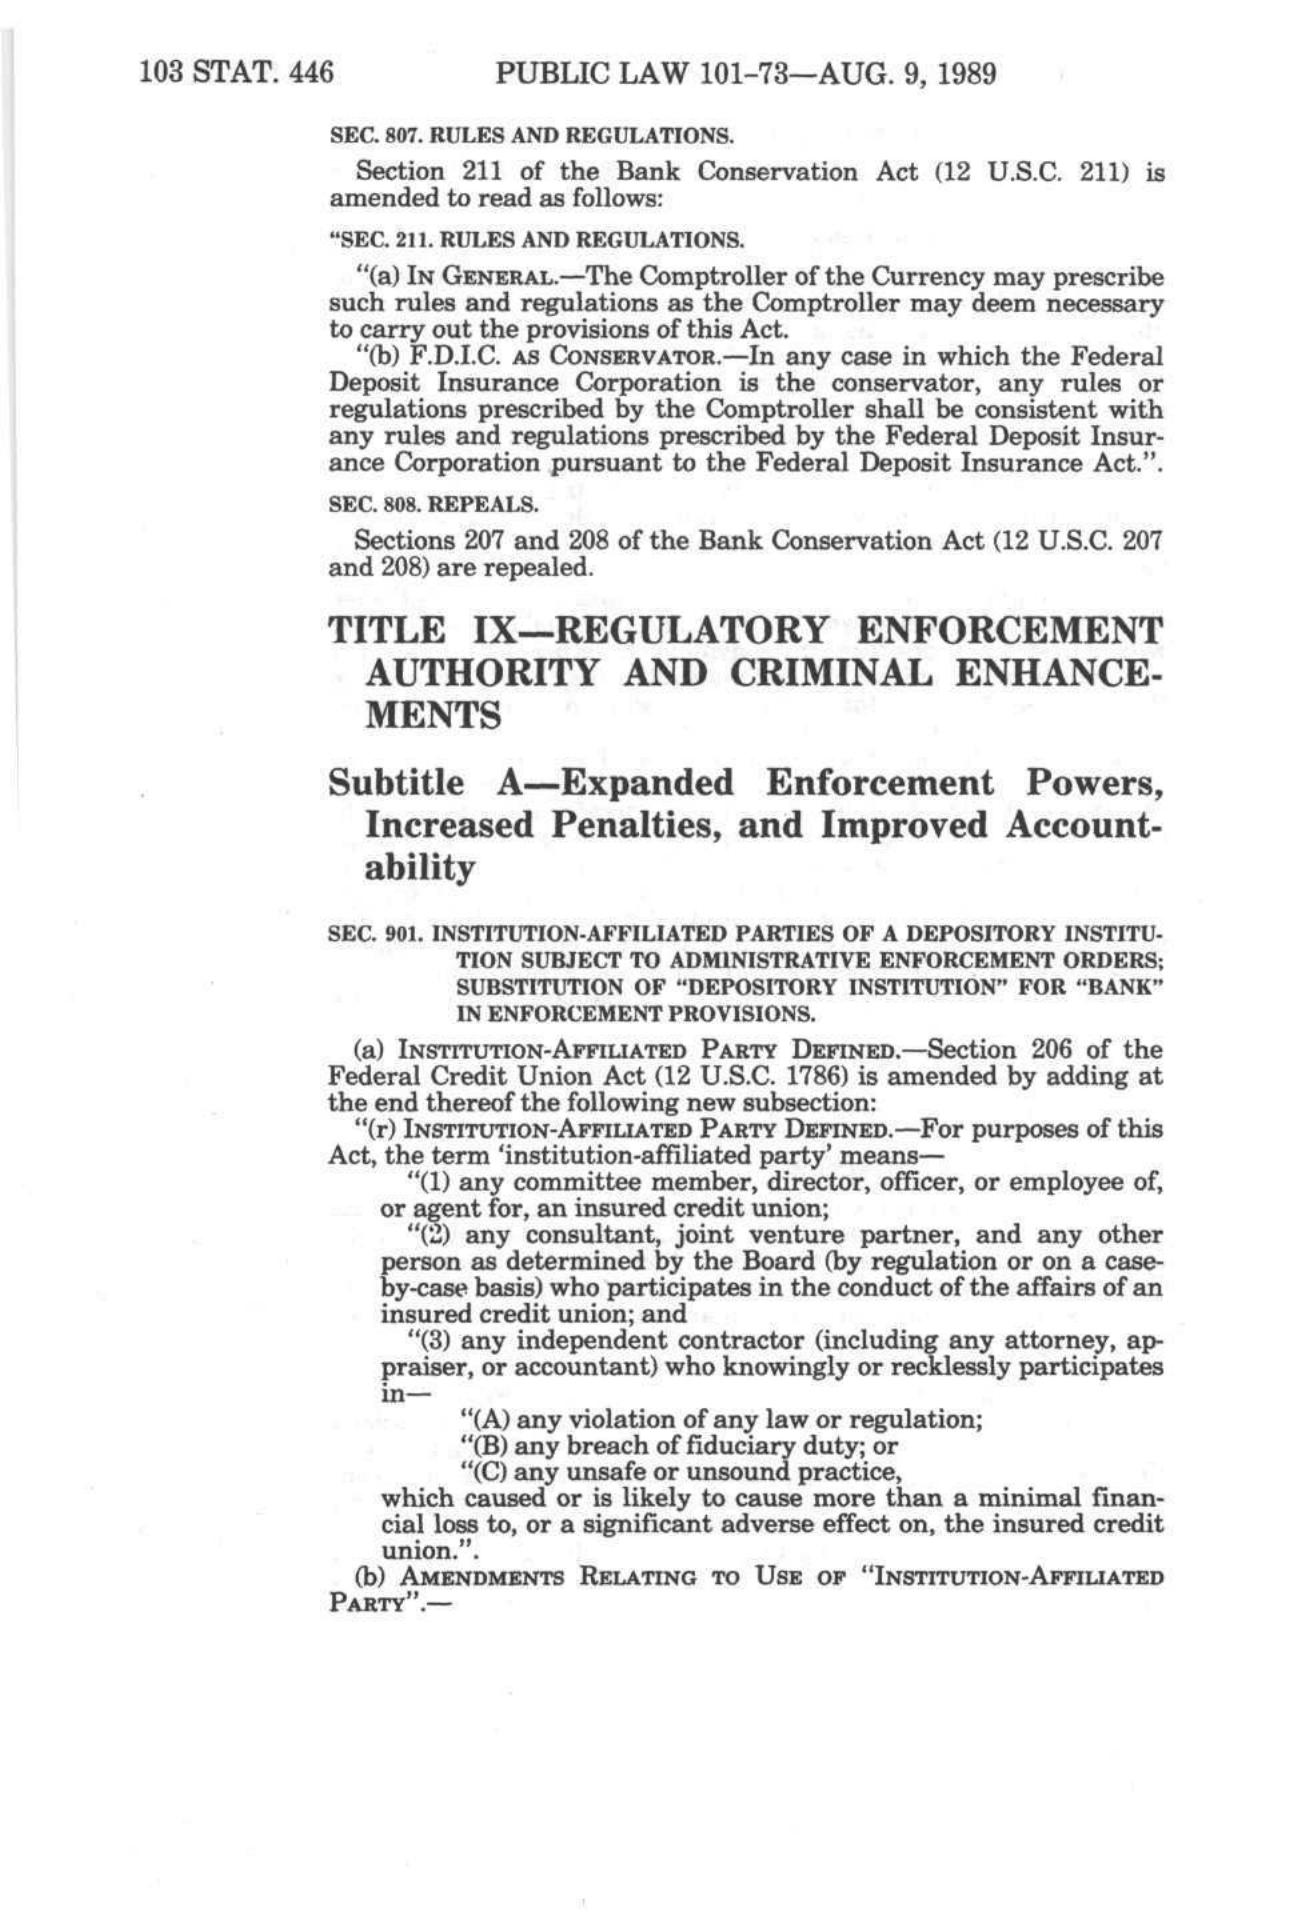 103 STAT. 446 PUBLIC LAW 101-73—AUG. 9, 1989
SEC. 807. RULES AND REGULATIONS.
Section 211 of the Bank Conservation Act (12 U.S.C. 211) is
amended to read as follows:
"SEC. 211. RULES AND REGULATIONS.
"(a) IN GENERAL.—The Comptroller of the Currency may prescribe
such rules and regulations as the Comptroller may deem necessary
to carry out the provisions of this Act.
"(b) F.D.I.C. AS CONSERVATOR.—In any case in which the Federal
Deposit Insurance Corporation is the conservator, any rules or
regulations prescribed by the Comptroller shall be consistent with
any rules and regulations prescribed by the Federal Deposit Insur-
ance Corporation pursuant to the Federal Deposit Insurance Act.".
SEC. 808. REPEALS.
Sections 207 and 208 of the Bank Conservation Act (12 U.S.C. 207
and 208) are repealed.
TITLE IX—REGULATORY ENFORCEMENT
AUTHORITY AND CRIMINAL ENHANCE-
MENTS
Subtitle A—Expanded Enforcement Powers,
Increased Penalties, and Improved Account-
ability
SEC. 901. INSTITUTION-AFFILIATED PARTIES OF A DEPOSITORY INSTITU-
TION SUBJECT TO ADMINISTRATIVE ENFORCEMENT ORDERS;
SUBSTITUTION OF "DEPOSITORY INSTITUTION" FOR "BANK"
IN ENFORCEMENT PROVISIONS.
(a) INSTITUTION-AFFILIATED PARTY DEFINED.—Section 206 of the
Federal Credit Union Act (12 U.S.C. 1786) is amended by adding at
the end thereof the following new subsection:
"(r) INSTITUTION-AFFILIATED PARTY DEFINED.—For purposes of this
Act, the term 'institution-affiliated party' means—
"(1) any committee member, director, officer, or employee of,
or agent for, an insured credit union;
"(2) any consultant, joint venture partner, and any other
person as determined by the Board (by regulation or on a case-
by-case basis) who participates in the conduct of the affairs of an
insured credit union; and
"(3) any independent contractor (including any attorney, ap-
praiser, or accountant) who knowingly or recklessly participates
in—
"(A) any violation of any law or regulation;
"(B) any breach of fiduciary duty; or
"(C) any unsafe or unsound practice,
which caused or is likely to cause more than a minimal finan-
cial loss to, or a significant adverse effect on, the insured credit
union.".
(b) AMENDMENTS RELATING TO USE OF "INSTITUTION-AFFILIATED
PARTY".—